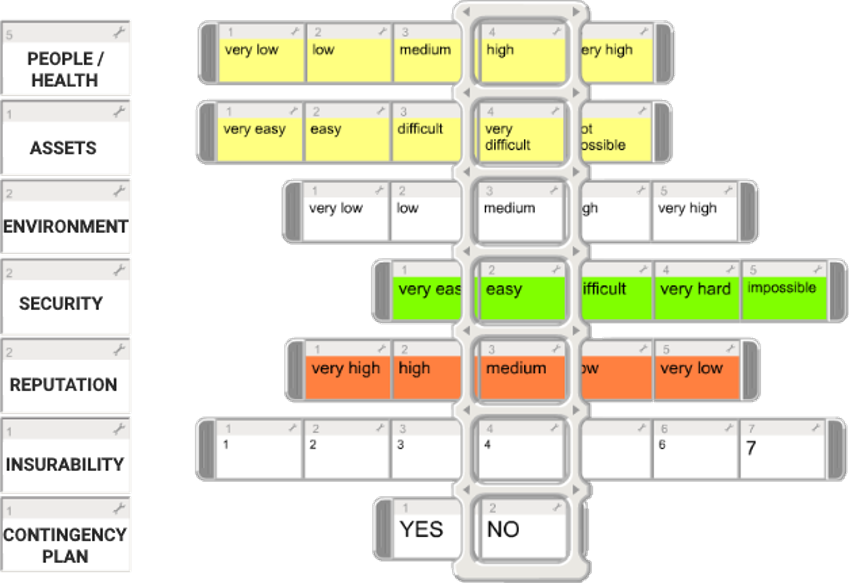 5
PEOPLE /
HEALTH
1 2 3 4
very low low medium high ery high
1
ASSETS
1 2 3 4
very easy easy difficult very
difficult ot
ossible
2
ENVIRONMENT
1 2 3 5
very low low medium gh very high
2
SECURITY
1 2 4 5
very eas easy ifficult very hard impossible
2
REPUTATION
1 2 3 5
very high high medium ow very low
1
INSURABILITY
1 2 3 4 6 7
1 2 3 4 6 7
1
CONTINGENCY
PLAN
1 2
YES NO